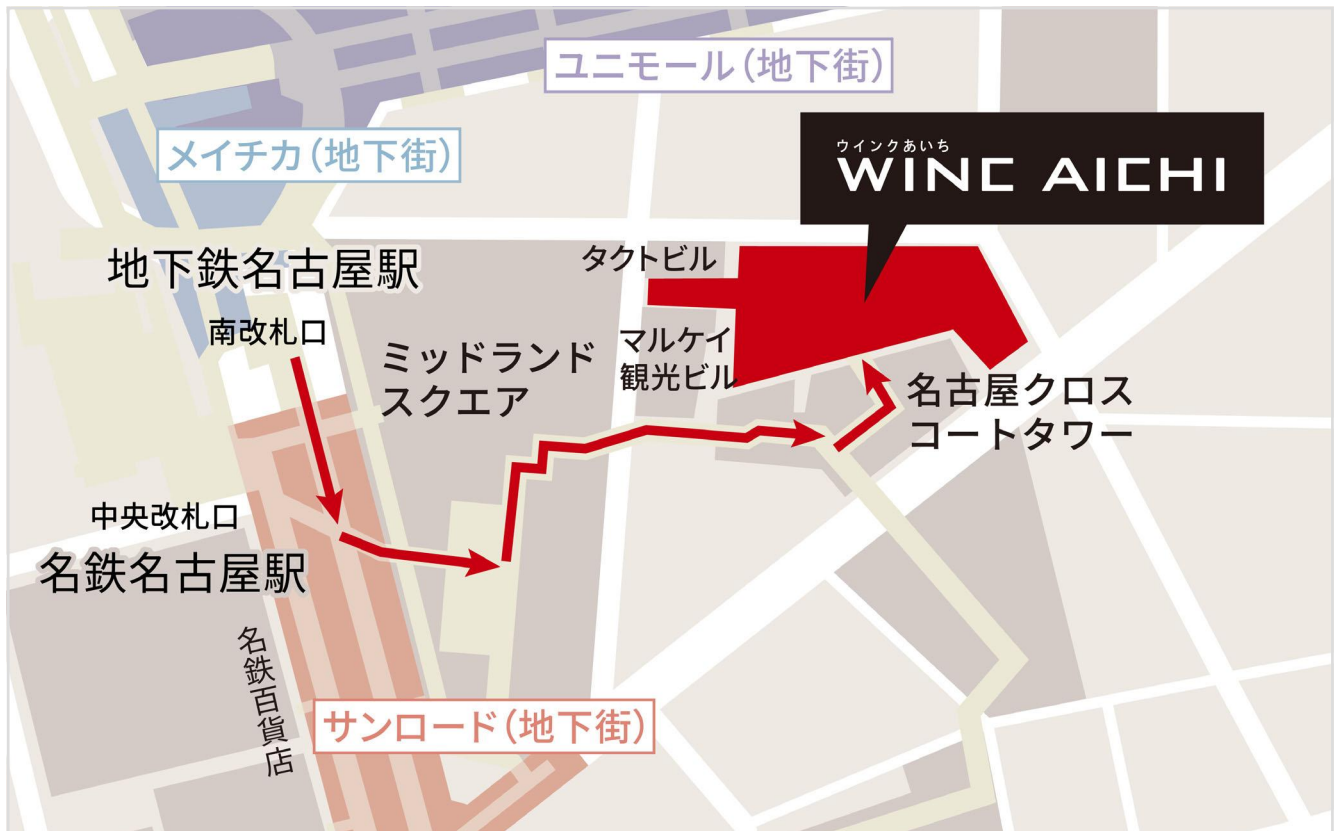 ユニモール(地下街)
メイチカ(地下街)
ウインクあいち
WINC AICHI
地下鉄名古屋駅
南改札口
タクトビル
マルケイ
観光ビル
ミッドランド
スクエア
名古屋クロス
コートタワー
中央改札口
名鉄名古屋駅
名鉄百貨店
サンロード(地下街)